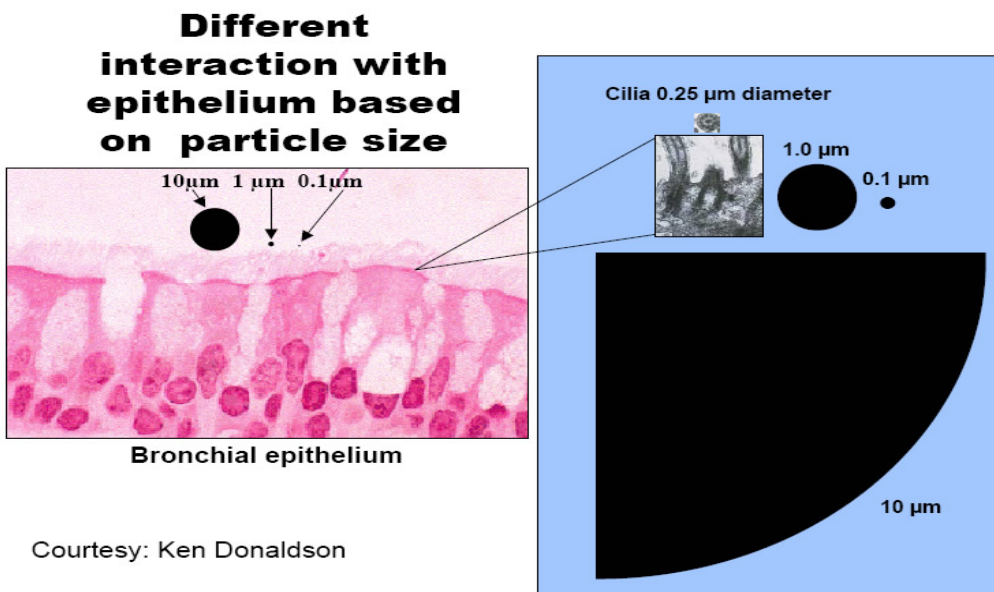 Different
interaction with
epithelium based
on particle size
10µm 1 µm 0.1µm
Bronchial epithelium
Courtesy: Ken Donaldson
Cilia 0.25 µm diameter
1.0 µm
0.1 µm
10 µm